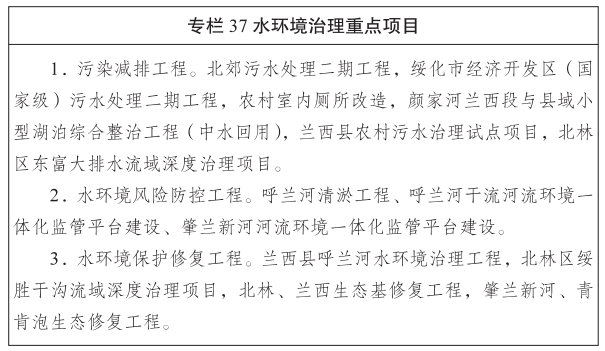 专栏 37 水环境治理重点项目
1. 污染减排工程。北郊污水处理二期工程，绥化市经济开发区（国
家级）污水处理二期工程，农村室内厕所改造，颜家河兰西段与县域小
型湖泊综合整治工程（中水回用），兰西县农村污水治理试点项目，北林
区东富大排水流域深度治理项目。
2. 水环境风险防控工程。呼兰河清淤工程、呼兰河干流河流环境一
体化监管平台建设、肇兰新河河流环境一体化监管平台建设。
3. 水环境保护修复工程。兰西县呼兰河水环境治理工程，北林区绥
胜干沟流域深度治理项目，北林、兰西生态基修复工程，肇兰新河、青
肯泡生态修复工程。